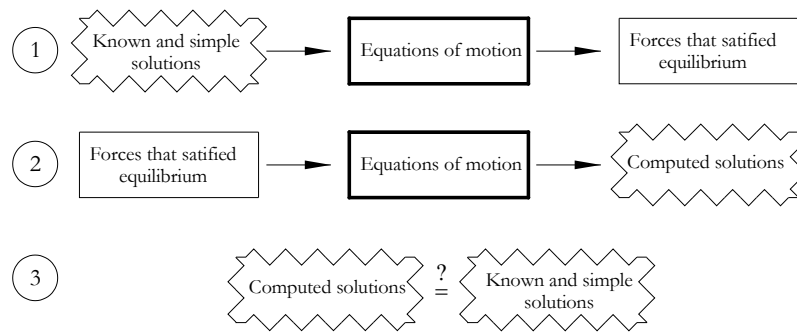 1
Known and simple
solutions
Equations of motion
Forces that satified
equilibrium
2
Forces that satified
equilibrium
Equations of motion
Computed solutions
3
Computed solutions
?
=
Known and simple
solutions